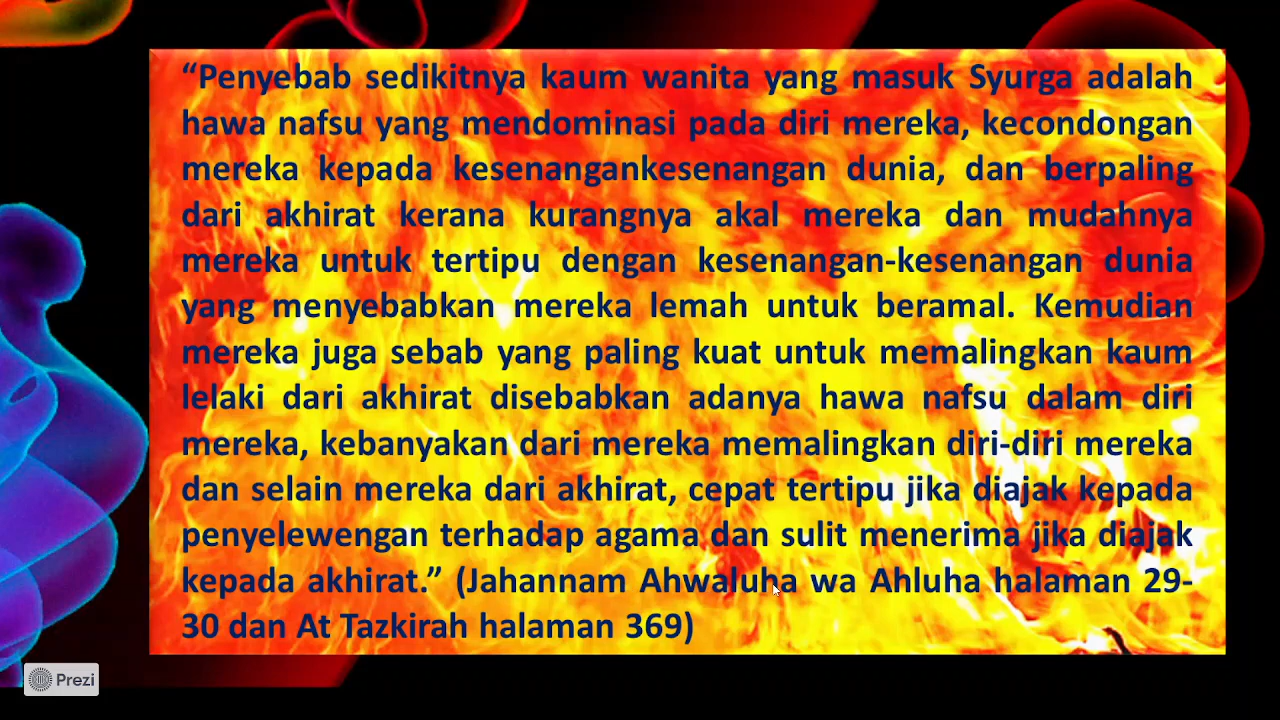 “Penyebab sedikitnya kaum wanita yang masuk Syurga adalah
hawa nafsu yang mendominasi pada diri mereka, kecondongan
mereka kepada kesenangankesenangan dunia, dan berpaling
dari akhirat kerana kurangnya akal mereka dan mudahnya
mereka untuk tertipu dengan kesenangan-kesenangan dunia
yang menyebabkan mereka lemah untuk beramal. Kemudian
mereka juga sebab yang paling kuat untuk memalingkan kaum
lelaki dari akhirat disebabkan adanya hawa nafsu dalam diri
mereka, kebanyakan dari mereka memalingkan diri-diri mereka
dan selain mereka dari akhirat, cepat tertipu jika diajak kepada
penyelewengan terhadap agama dan sulit menerima jika diajak
kepada akhirat.” (Jahannam Ahwaluha wa Ahluha halaman 29-
30 dan At Tazkirah halaman 369)
Prezi